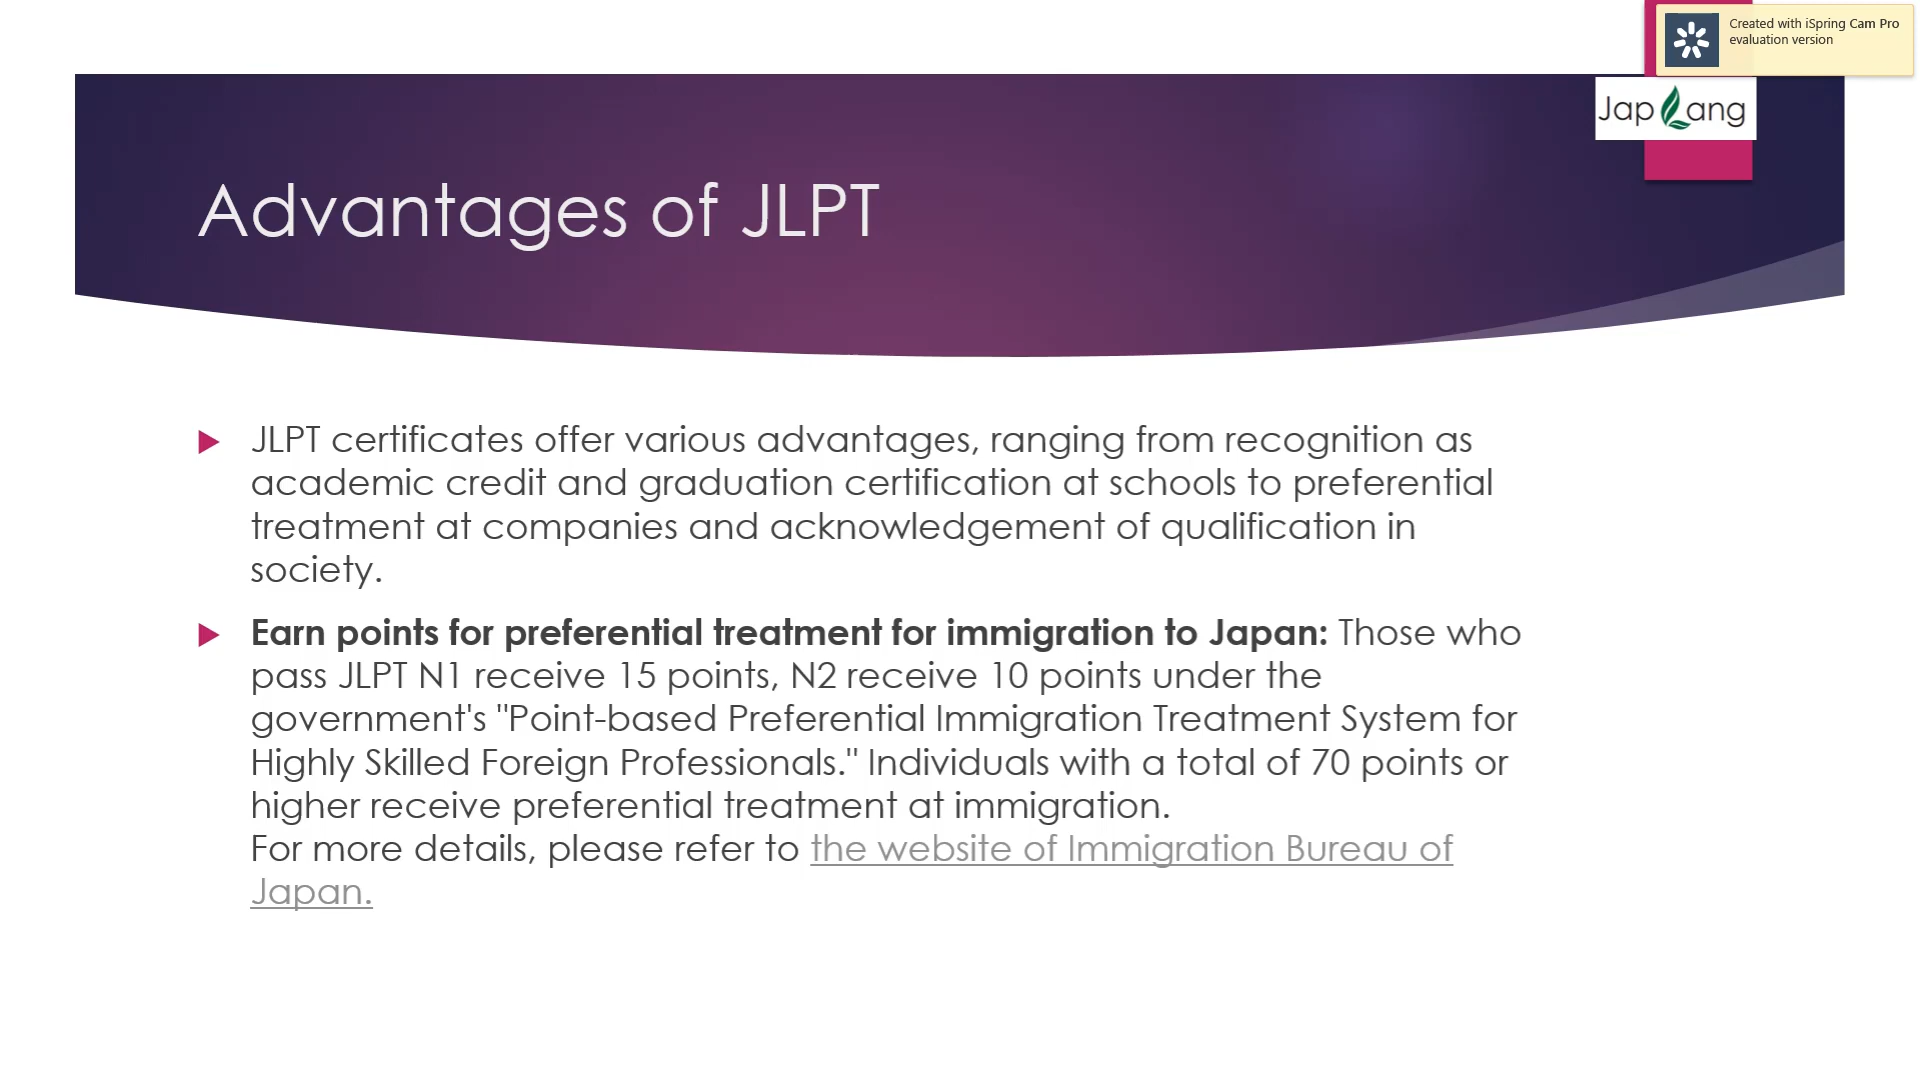 Created with iSpring Cam Pro
evaluation version
Jap Lang
Advantages of JLPT
JLPT certificates offer various advantages, ranging from recognition as
academic credit and graduation certification at schools to preferential
treatment at companies and acknowledgement of qualification in
society.
Earn points for preferential treatment for immigration to Japan: Those who
pass JLPT N1 receive 15 points, N2 receive 10 points under the
government's "Point-based Preferential Immigration Treatment System for
Highly Skilled Foreign Professionals." Individuals with a total of 70 points or
higher receive preferential treatment at immigration.
For more details, please refer to the website of Immigration Bureau of
Japan.